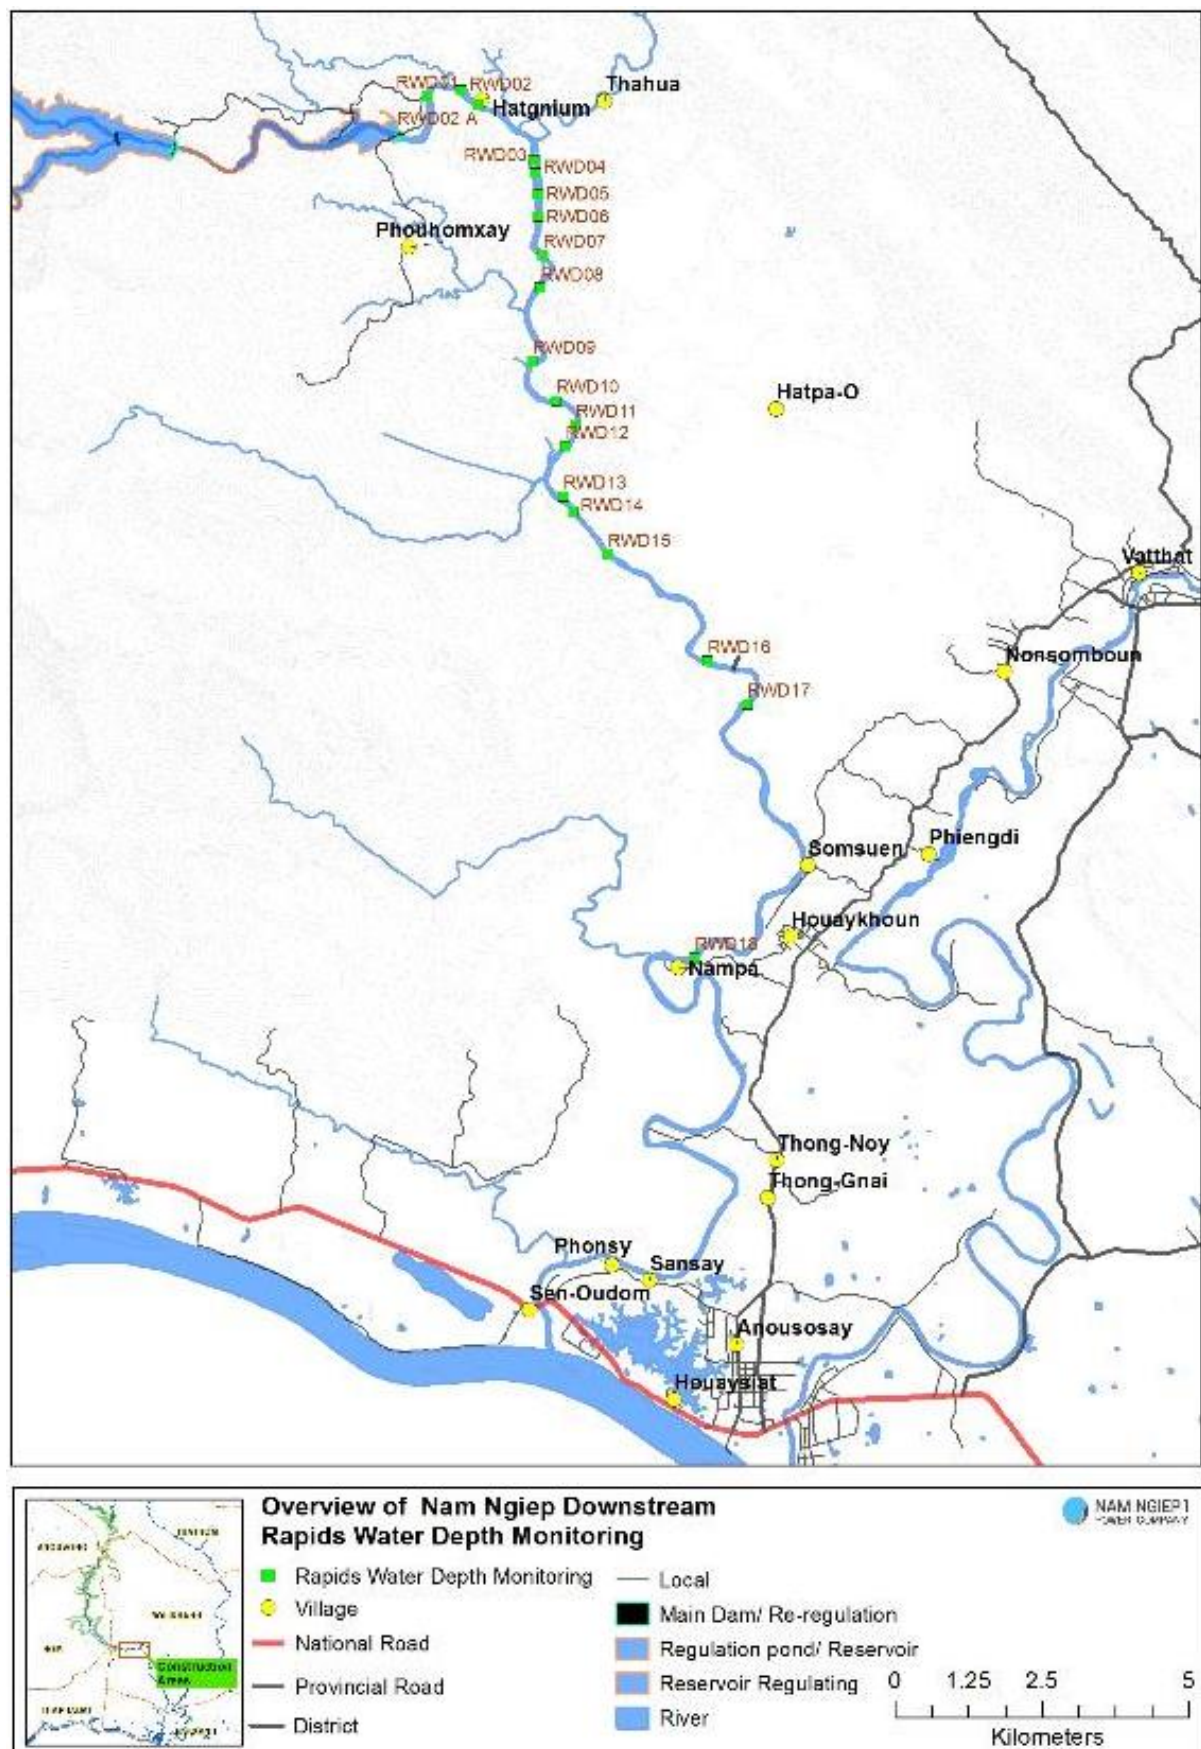 Thahua
RWD01
RWD02
Hatgnium
RWD02 A
RWD03
RWD04
RWD05
RWD06
Phouhomxay
RWD07
RWD08
RWD09
RWD10
Hatpa-O
RWD11
RWD12
RWD13
RWD14
RWD15
Vatthat
RWD16
Nonsomboun
RWD17
Phiengdi
Somsuen
Houaykhoun
RWD18
Nampa
Thong-Noy
Thong-Gnai
Phonsy
Sansay
Sen-Oudom
Anousosay
Houaysiat
Overview of Nam Ngiep Downstream
Rapids Water Depth Monitoring
NAM NGIEP 1
POWER COMPANY
Rapids Water Depth Monitoring
Village
National Road
Provincial Road
District
Local
Main Dam/ Re-regulation
Regulation pond/ Reservoir
Reservoir Regulating
River
0 1.25 2.5 5
Kilometers
Construction
Areas